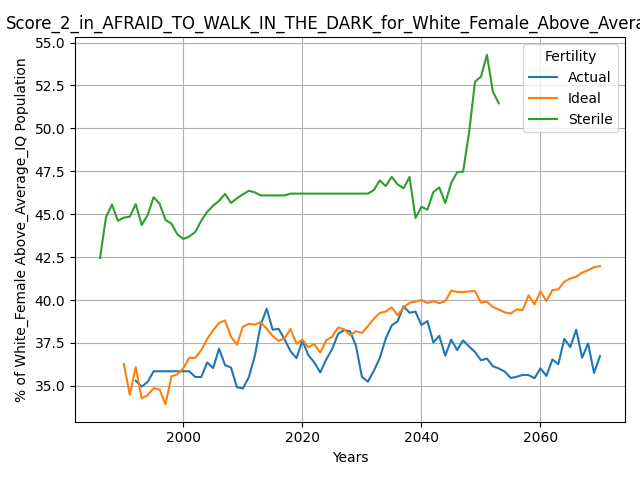 Score_2_in_AFRAID_TO_WALK_IN_THE_DARK_for_White_Female_Above_Avera
55.0
52.5
50.0
47.5
45.0
42.5
40.0
37.5
35.0
% of White_Female Above_Average_IQ Population
Fertility
Actual
Ideal
Sterile
2000
2020
2040
2060
Years